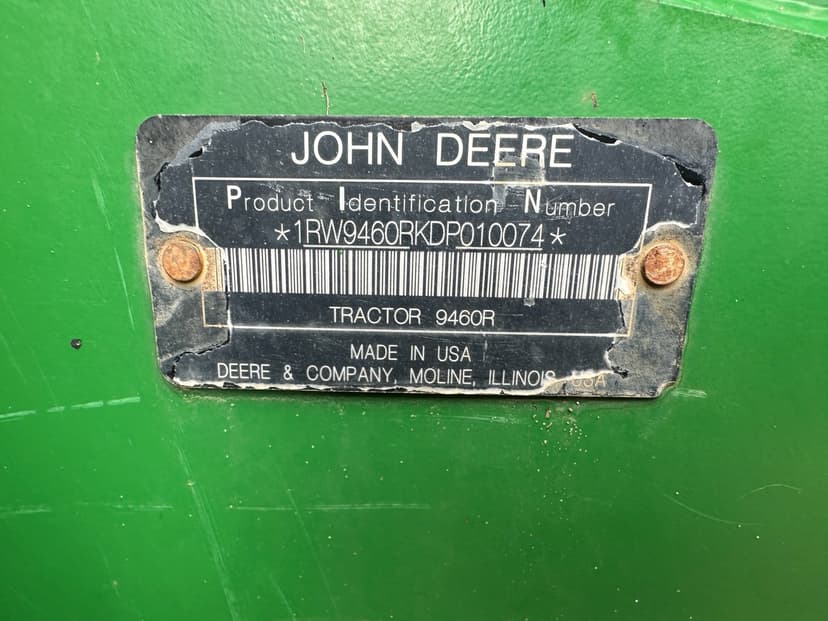 JOHN DEERE
Product Identification Number
*1RW9460RKDP010074*
TRACTOR 9460R
MADE IN USA
DEERE & COMPANY, MOLINE, ILLINOIS, USA